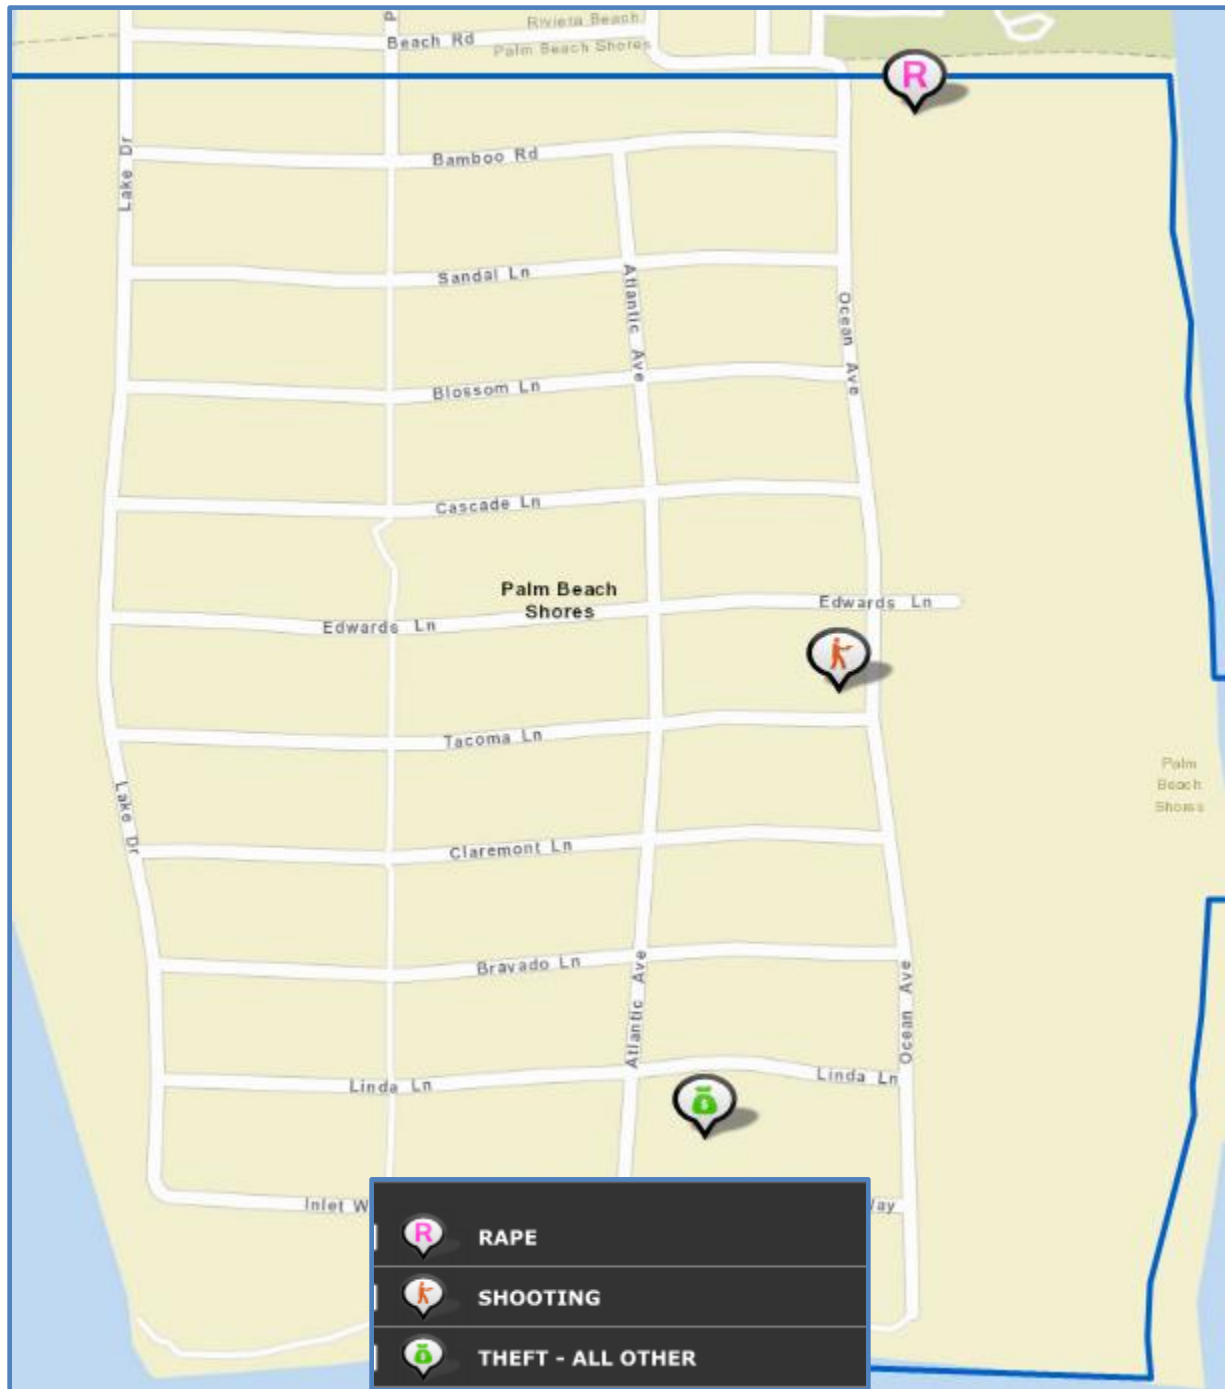 P
Riviera Beach
Beach Rd
Palm Beach Shores
R
Lake Dr
Bamboo Rd
Sandal Ln
Atlantic Ave
Ocean Ave
Blossom Ln
Cascade Ln
Palm Beach
Shores
Edwards Ln
Edwards Ln
Tacoma Ln
Palm
Beach
Shores
Lake Dr
Claremont Ln
Bravado Ln
Atlantic Ave
Ocean Ave
Linda Ln
Linda Ln
$
Inlet W
Way
R RAPE
SHOOTING
$ THEFT - ALL OTHER